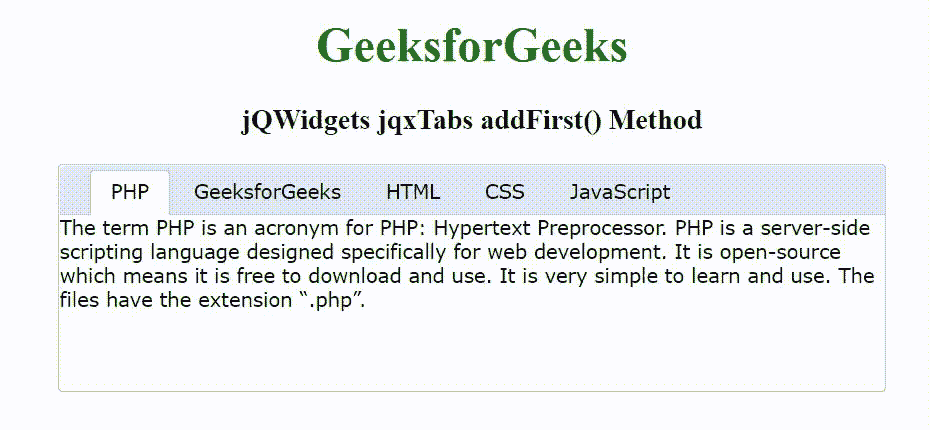 GeeksforGeeks
jQWidgets jqxTabs addFirst() Method
PHP GeeksforGeeks HTML CSS JavaScript
The term PHP is an acronym for PHP: Hypertext Preprocessor. PHP is a server-side
scripting language designed specifically for web development. It is open-source
which means it is free to download and use. It is very simple to learn and use. The
files have the extension “.php”.